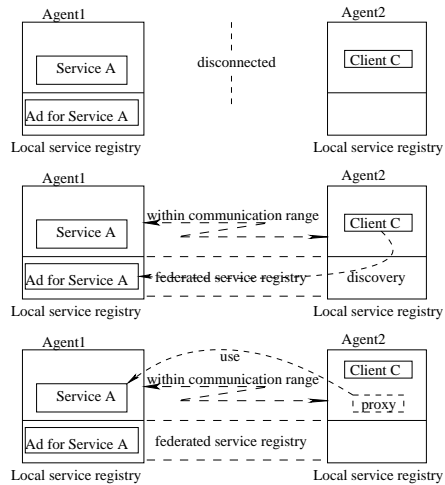 Agent1
Agent2
Service A
disconnected
Client C
Ad for Service A
Local service registry
Local service registry
Agent1
Agent2
within communication range
Client C
Service A
Ad for Service A
federated service registry
discovery
Local service registry
Local service registry
Agent1
Agent2
use
Client C
within communication range
Service A
proxy
Ad for Service A
federated service registry
Local service registry
Local service registry